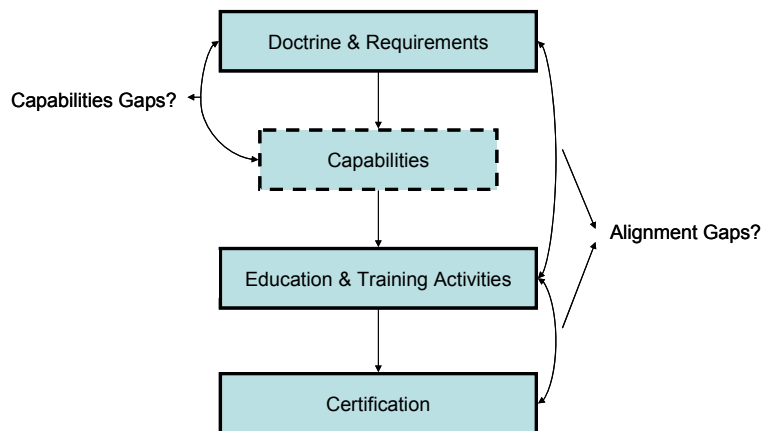 Doctrine & Requirements
Capabilities Gaps?
Capabilities
Alignment Gaps?
Education & Training Activities
Certification